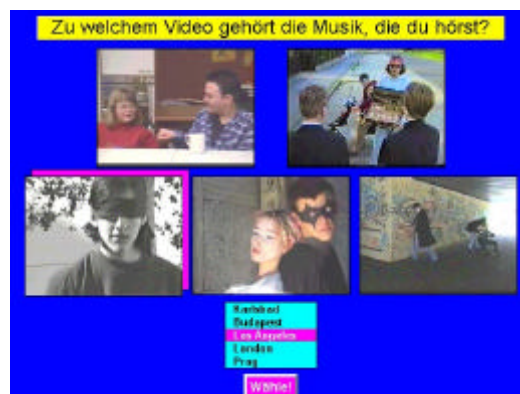 Zu welchem Video gehört die Musik, die du hörst?
Karlsbad
Budapest
Los Angeles
London
Prag
Wähle!